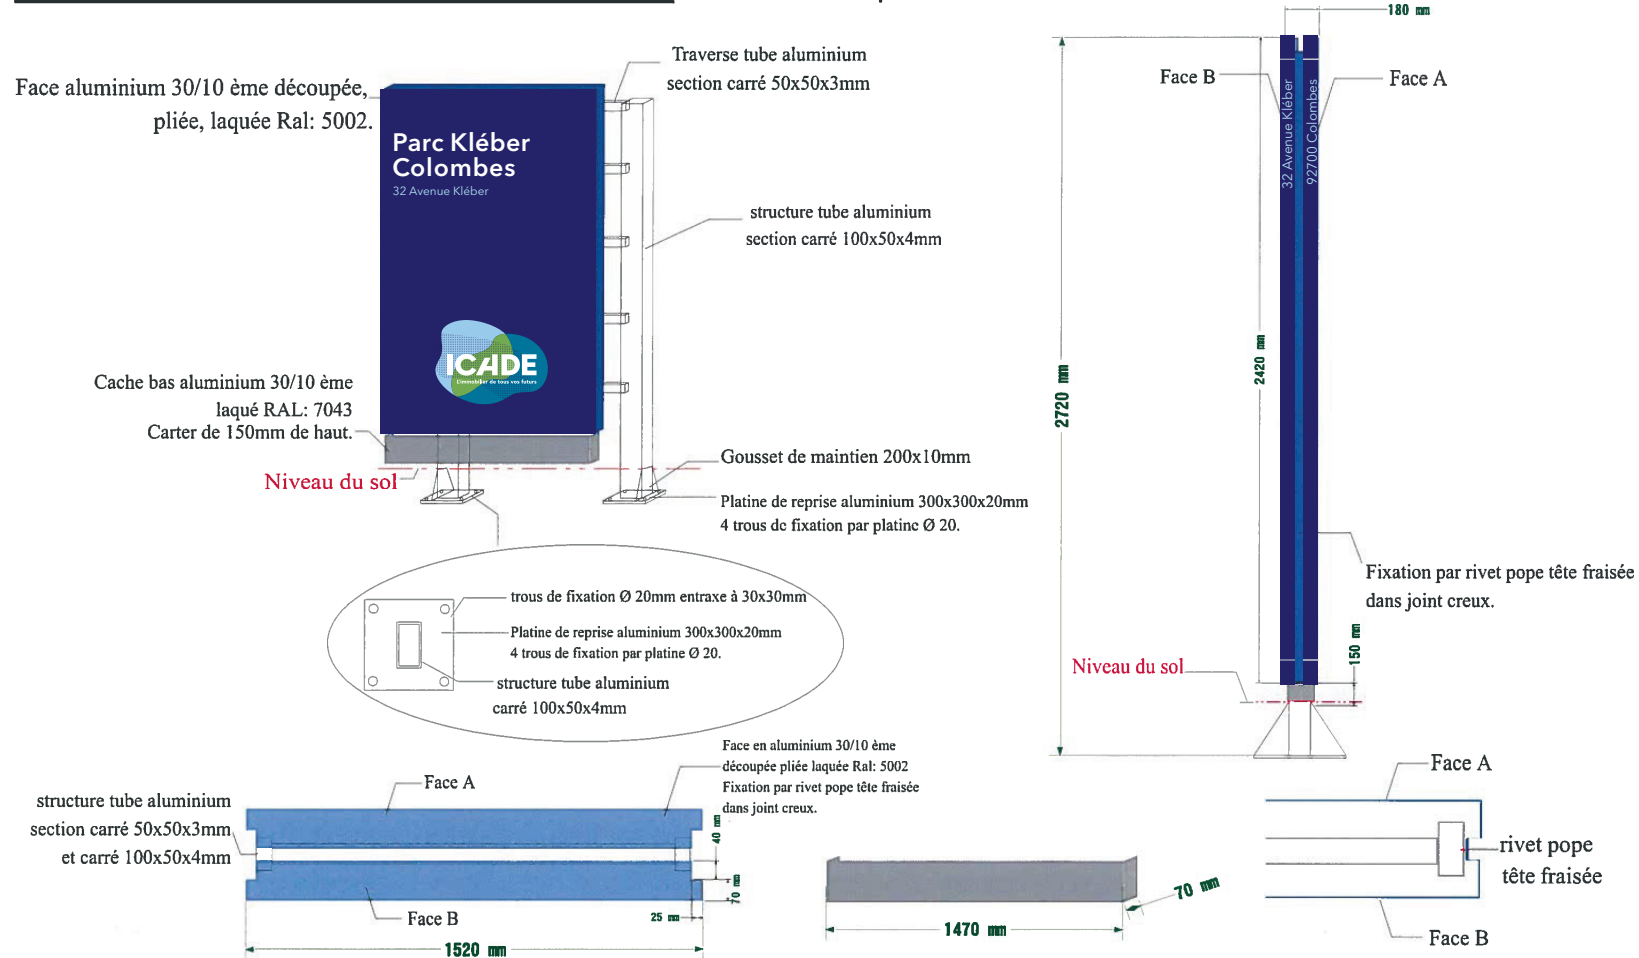 Face aluminium 30/10 ème découpée,
pliée, laquée Ral: 5002.
Traverse tube aluminium
section carré 50x50x3mm
Parc Kléber
Colombes
32 Avenue Kléber
structure tube aluminium
section carré 100x50x4mm
ICADE
L'immobilier de tous vos futurs
Cache bas aluminium 30/10 ème
laqué RAL: 7043
Carter de 150mm de haut.
Niveau du sol
Gousset de maintien 200x10mm
Platine de reprise aluminium 300x300x20mm
4 trous de fixation par platine Ø 20.
trous de fixation Ø 20mm entraxe à 30x30mm
Platine de reprise aluminium 300x300x20mm
4 trous de fixation par platine Ø 20.
structure tube aluminium
carré 100x50x4mm
180 mm
Face B
Face A
32 Avenue Kléber
92700 Colombes
2720 mm
2420 mm
Fixation par rivet pope tête fraisée
dans joint creux.
150 mm
Niveau du sol
Face A
Face en aluminium 30/10 ème
découpée pliée laquée Ral: 5002
Fixation par rivet pope tête fraisée
dans joint creux.
structure tube aluminium
section carré 50x50x3mm
et carré 100x50x4mm
40 mm
70 mm
25 mm
Face B
1520 mm
70 mm
1470 mm
Face A
rivet pope
tête fraisée
Face B